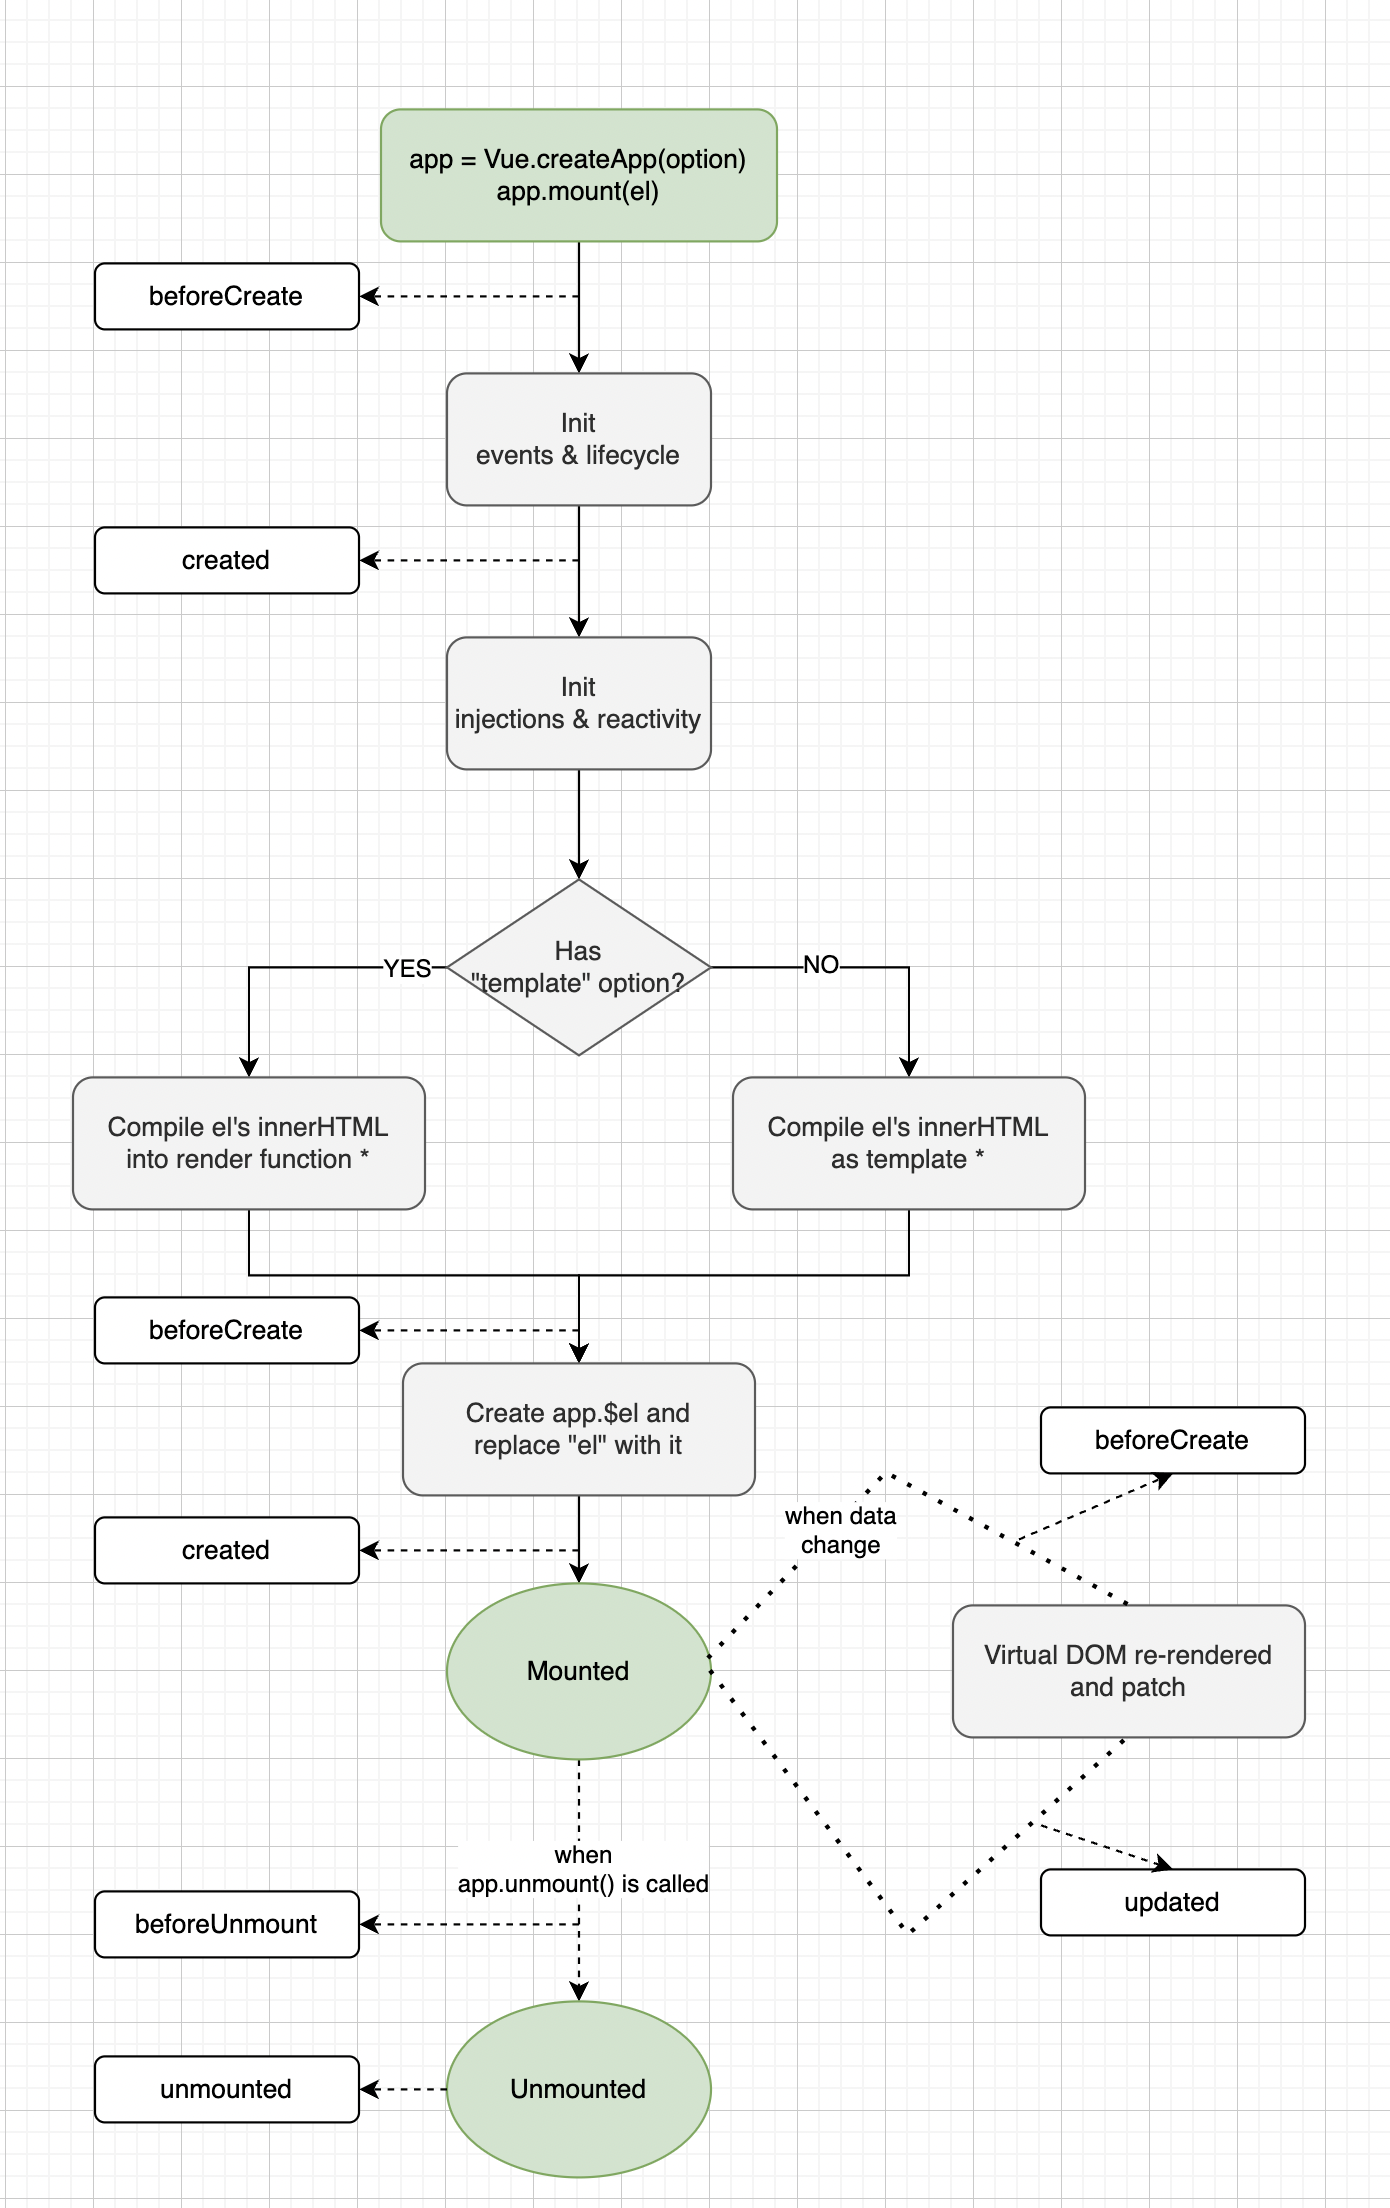 app = Vue.createApp(option)
app.mount(el)
beforeCreate
Init
events & lifecycle
created
Init
injections & reactivity
Has
"template" option?
YES
NO
Compile el's innerHTML
into render function *
Compile el's innerHTML
as template *
beforeCreate
Create app.$el and
replace "el" with it
beforeCreate
when data
change
created
Virtual DOM re-rendered
and patch
Mounted
when
app.unmount() is called
beforeUnmount
updated
unmounted
Unmounted